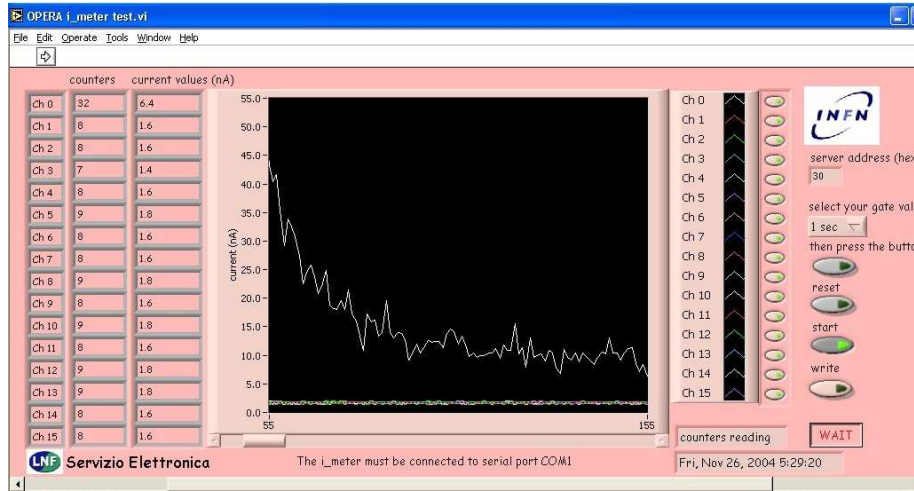 OPERA i_meter test.vi
File Edit Operate Tools Window Help
counters current values (nA)
Ch 0 32 6.4
Ch 1 8 1.6
Ch 2 8 1.6
Ch 3 7 1.4
Ch 4 8 1.6
Ch 5 9 1.8
Ch 6 8 1.6
Ch 7 8 1.6
Ch 8 9 1.8
Ch 9 8 1.6
Ch 10 9 1.8
Ch 11 8 1.6
Ch 12 9 1.8
Ch 13 9 1.8
Ch 14 8 1.6
Ch 15 8 1.6
current (nA)
55.0
50.0
45.0
40.0
35.0
30.0
25.0
20.0
15.0
10.0
5.0
0.0
55 155
Ch 0
Ch 1
Ch 2
Ch 3
Ch 4
Ch 5
Ch 6
Ch 7
Ch 8
Ch 9
Ch 10
Ch 11
Ch 12
Ch 13
Ch 14
Ch 15
INFN
server address (hex
30
select your gate val
1 sec
then press the butto
reset
start
write
counters reading WAIT
LNF Servizio Elettronica
The i_meter must be connected to serial port COM1
Fri, Nov 26, 2004 5:29:20